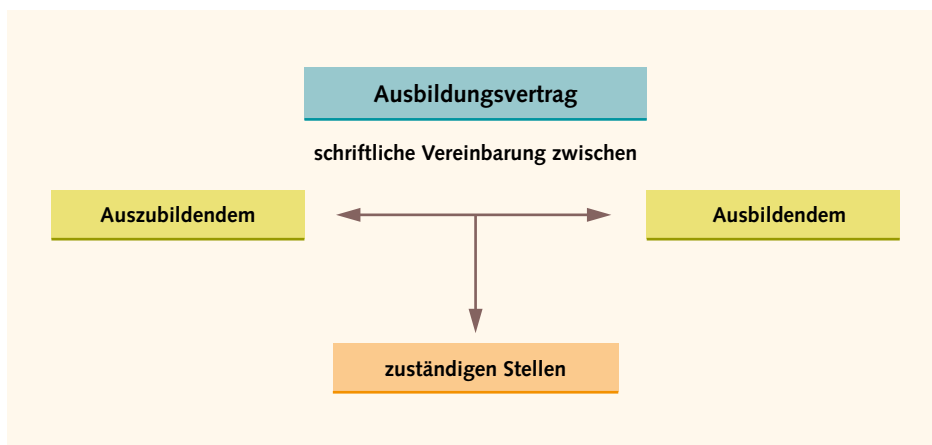 Ausbildungsvertrag
schriftliche Vereinbarung zwischen
Auszubildendem
Ausbildendem
zuständigen Stellen